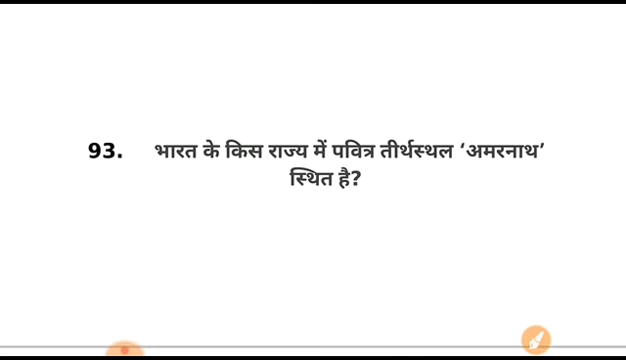 93. भारत के किस राज्य में पवित्र तीर्थस्थल ‘अमरनाथ’
स्थित है?